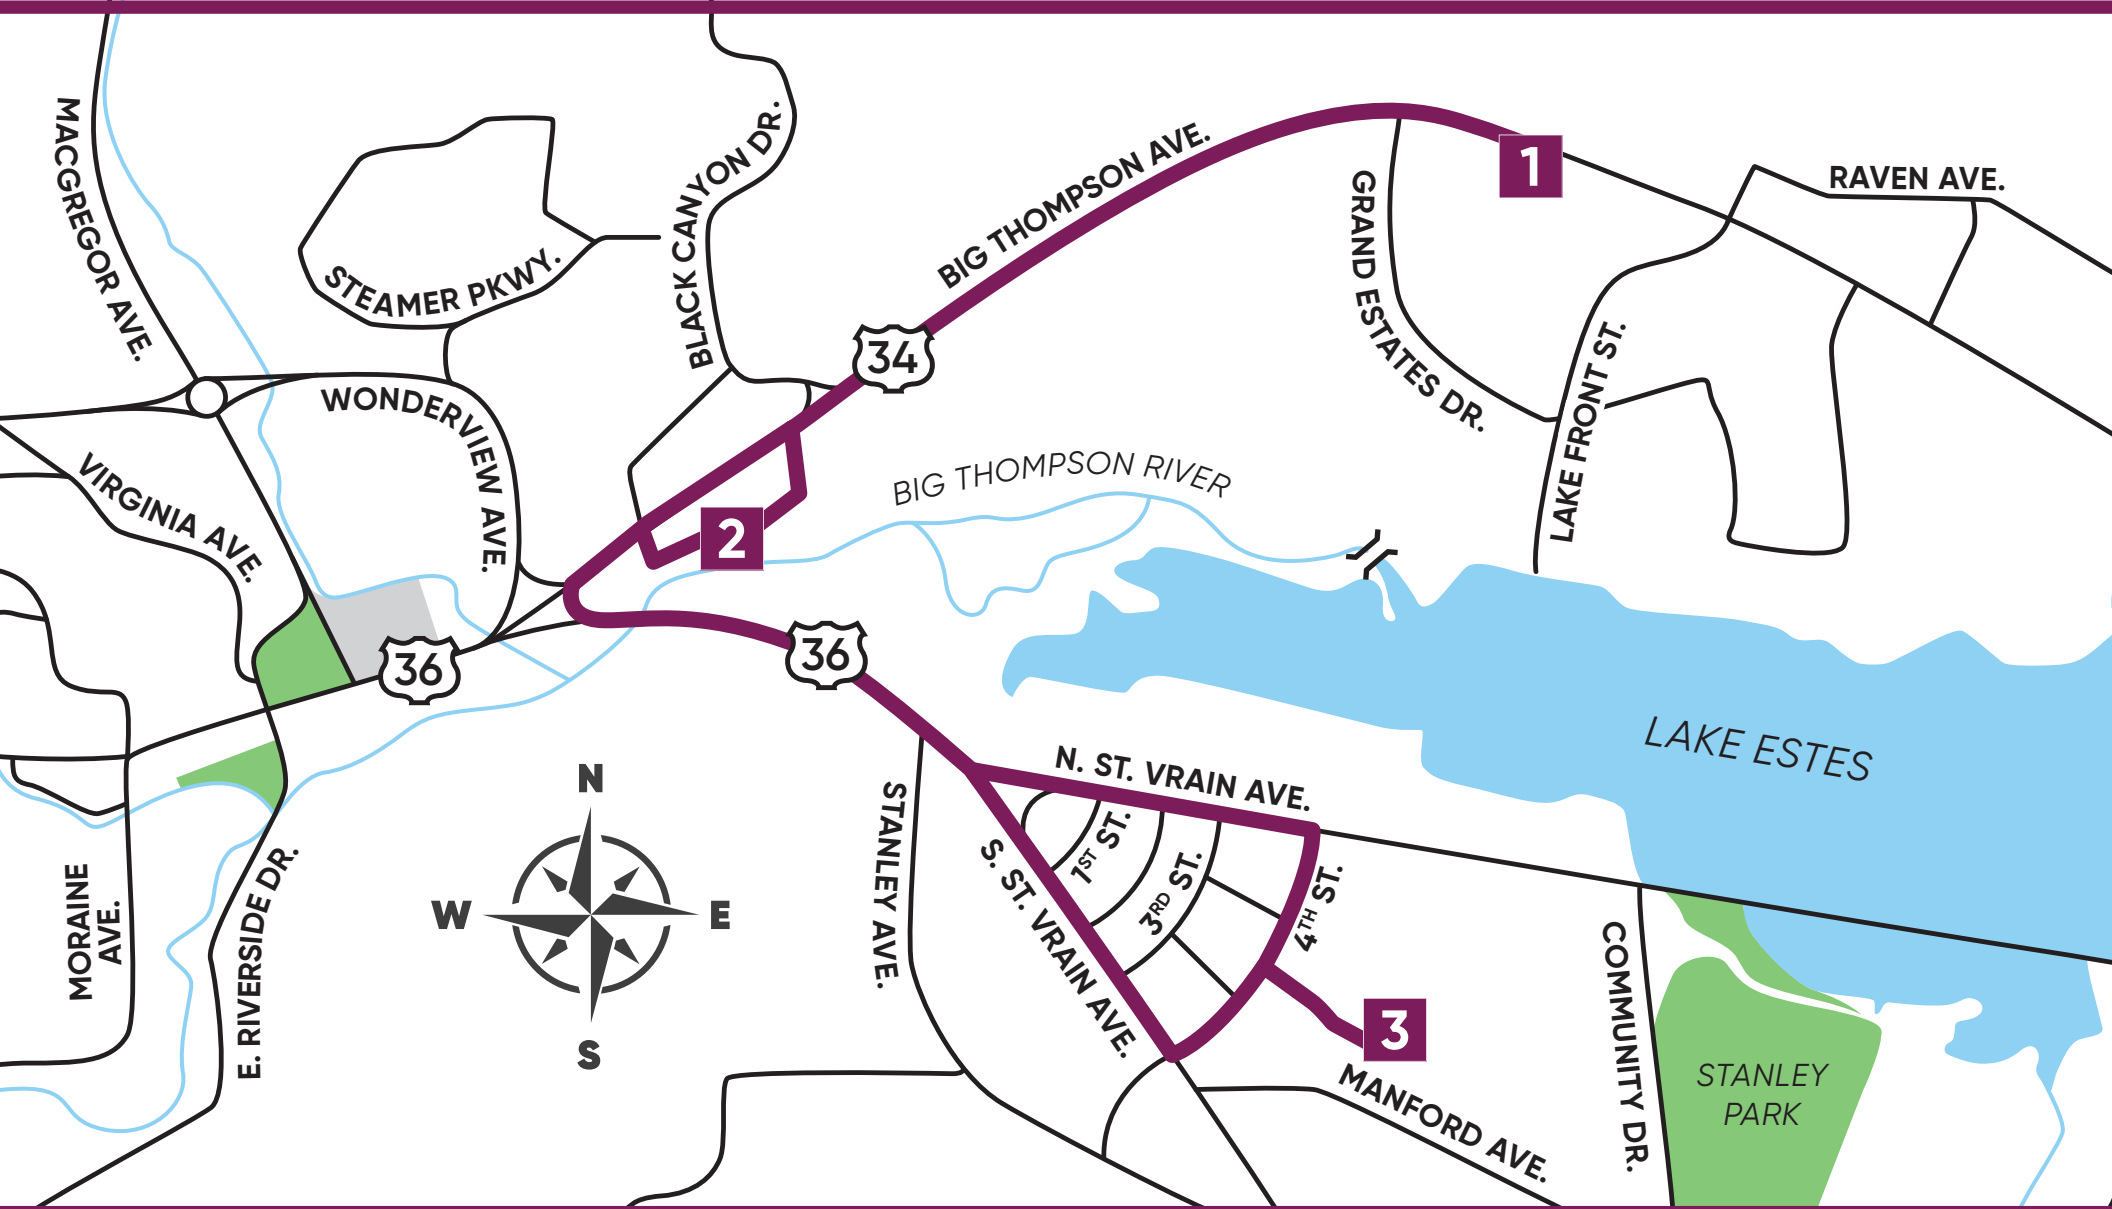 MACGREGOR AVE.
STEAMER PKWY.
BLACK CANYON DR.
BIG THOMPSON AVE.
1
RAVEN AVE.
GRAND ESTATES DR.
LAKE FRONT ST.
34
WONDERVIEW AVE.
VIRGINIA AVE.
BIG THOMPSON RIVER
2
36
36
LAKE ESTES
N. ST. VRAIN AVE.
N
W
E
S
STANLEY AVE.
S. ST. VRAIN AVE.
1ST ST.
3RD ST.
4TH ST.
3
MORAINE
AVE.
E. RIVERSIDE DR.
MANFORD AVE.
COMMUNITY DR.
STANLEY
PARK